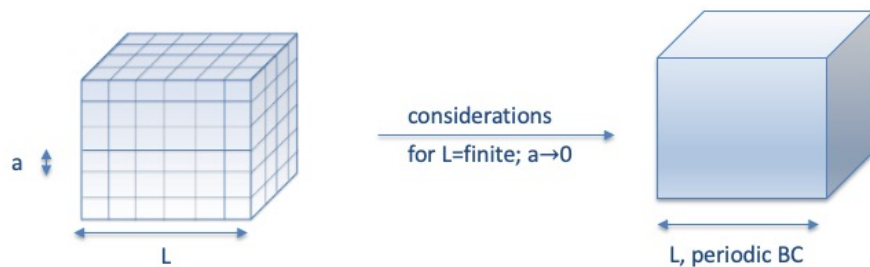 a
L
considerations
for L=finite; a→0
L, periodic BC